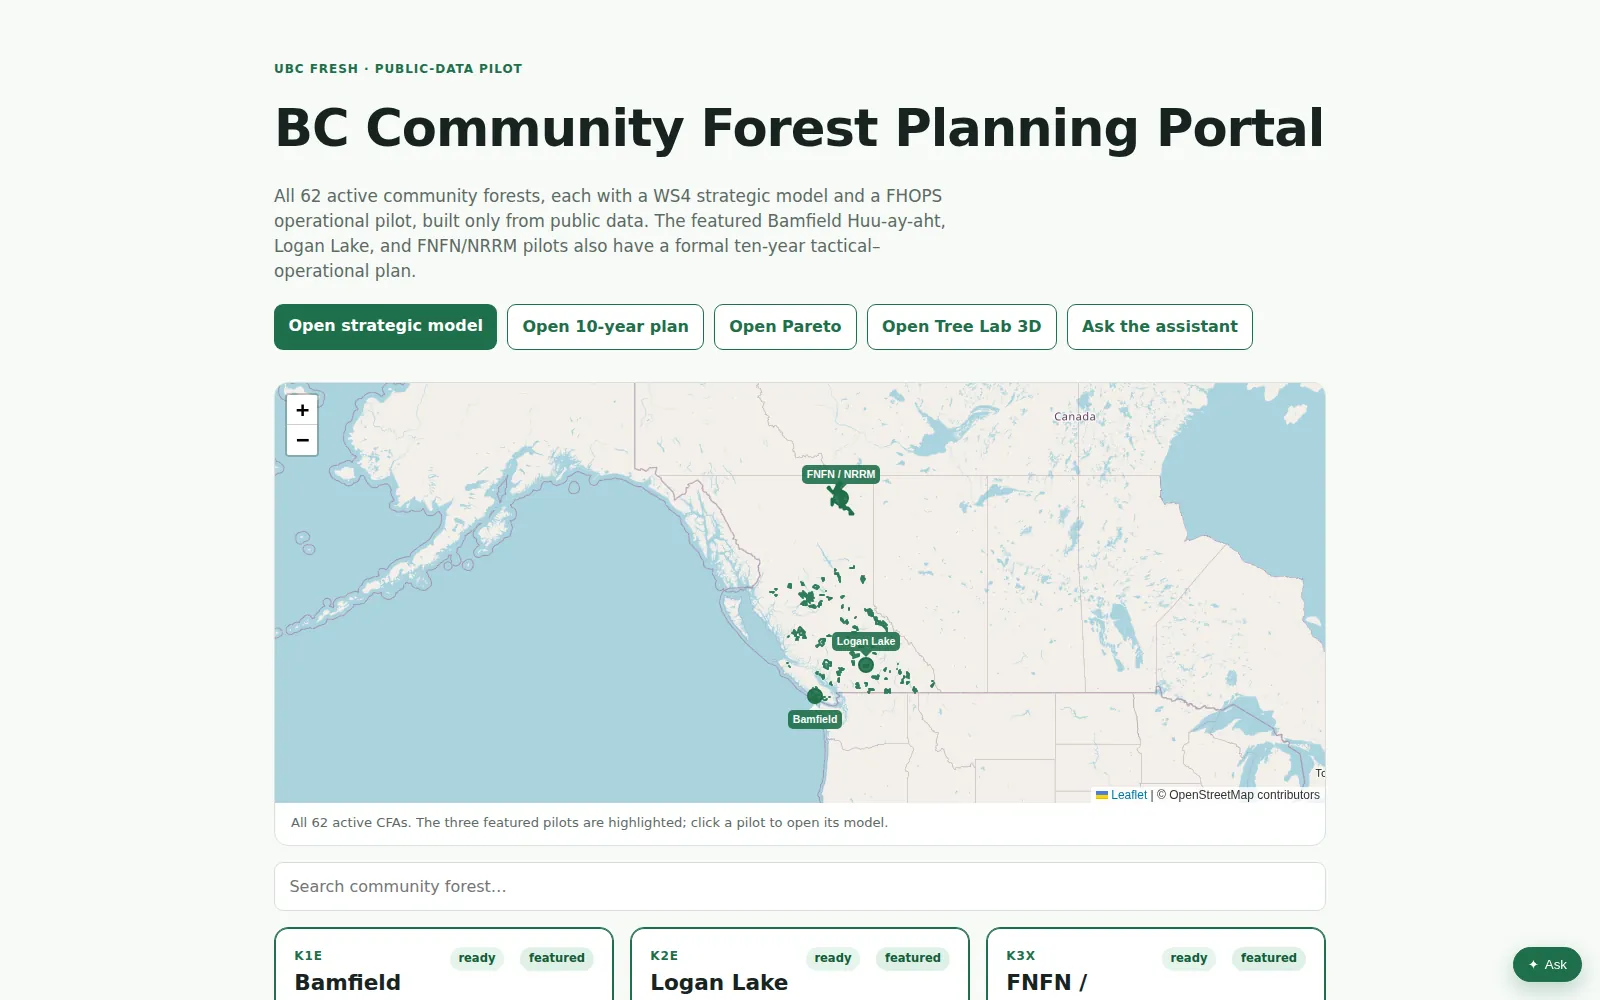 UBC FRESH · PUBLIC-DATA PILOT
BC Community Forest Planning Portal
All 62 active community forests, each with a WS4 strategic model and a FHOPS
operational pilot, built only from public data. The featured Bamfield Huu-ay-aht,
Logan Lake, and FNFN/NRRM pilots also have a formal ten-year tactical–
operational plan.
Open strategic model
Open 10-year plan
Open Pareto
Open Tree Lab 3D
Ask the assistant
+
−
Canada
FNFN / NRRM
Logan Lake
Bamfield
To
Leaflet | © OpenStreetMap contributors
All 62 active CFAs. The three featured pilots are highlighted; click a pilot to open its model.
Search community forest...
K1E
ready
featured
Bamfield
K2E
ready
featured
Logan Lake
K3X
ready
featured
FNFN /
✦ Ask